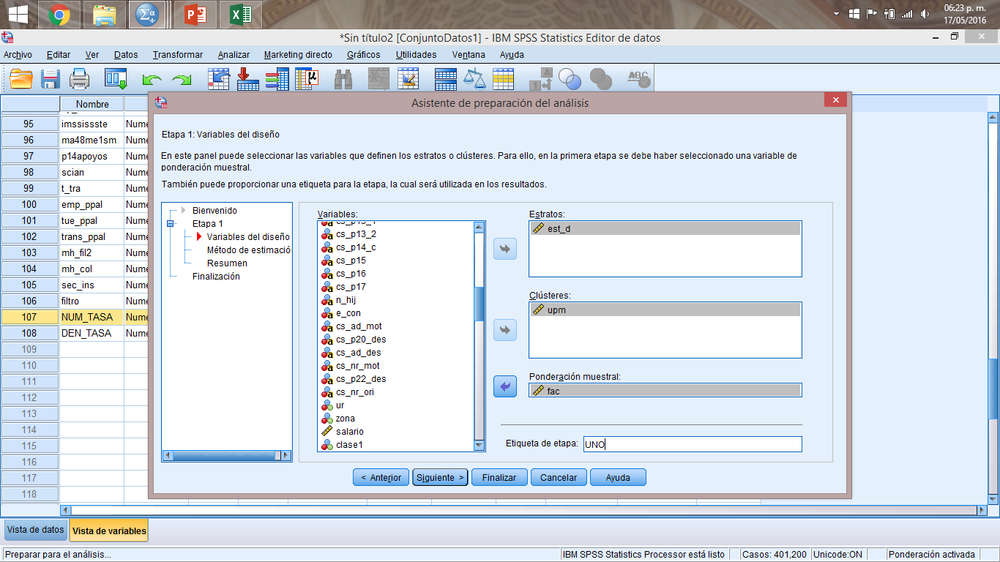 06:23 p. m.
17/05/2016
*Sin título2 [ConjuntoDatos1] - IBM SPSS Statistics Editor de datos
Archivo Editar Ver Datos Transformar Analizar Marketing directo Gráficos Utilidades Ventana Ayuda
Nombre
95 imssissste Nume
96 ma48me1sm Nume
97 p14apoyos Nume
98 scian Nume
99 t_tra Nume
100 emp_ppal Nume
101 tue_ppal Nume
102 trans_ppal Nume
103 mh_fil2 Nume
104 mh_col Nume
105 sec_ins Nume
106 filtro Nume
107 NUM_TASA Nume
108 DEN_TASA Nume
109
110
111
112
113
114
115
116
117
118
Asistente de preparación del análisis
Etapa 1: Variables del diseño
En este panel puede seleccionar las variables que definen los estratos o clústeres. Para ello, en la primera etapa se debe haber seleccionado una variable de
ponderación muestral.
También puede proporcionar una etiqueta para la etapa, la cual será utilizada en los resultados.
Bienvenido
Etapa 1
Variables del diseño
Método de estimació
Resumen
Finalización
Variables:
cs_p13_1
cs_p13_2
cs_p14_c
cs_p15
cs_p16
cs_p17
n_hij
e_con
cs_ad_mot
cs_p20_des
cs_ad_des
cs_nr_mot
cs_p22_des
cs_nr_ori
ur
zona
salario
clase1
Estratos:
est_d
Clústeres:
upm
Ponderación muestral:
fac
Etiqueta de etapa: UNO
< Anterior Siguiente > Finalizar Cancelar Ayuda
Vista de datos Vista de variables
Preparar para el análisis... IBM SPSS Statistics Processor está listo Casos: 401,200 Unicode:ON Ponderación activada